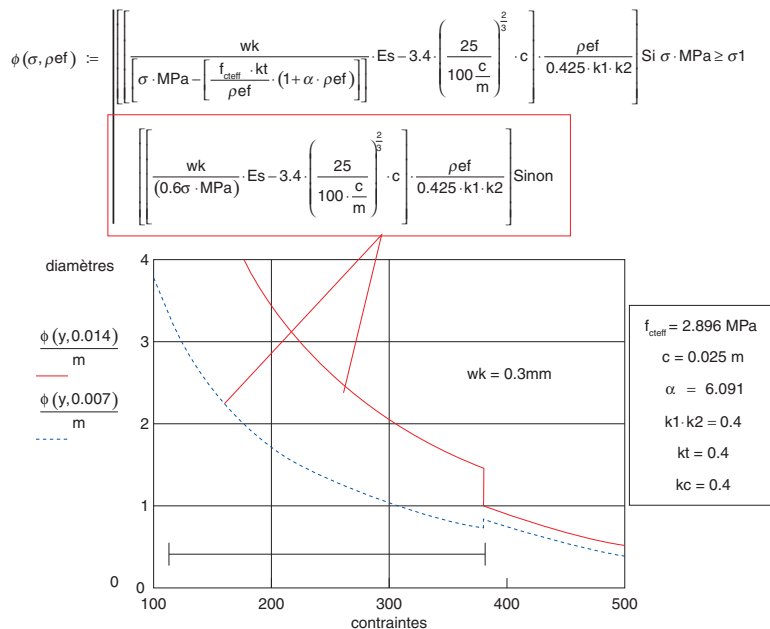 ϕ(σ, ρef) := [[[wk / [σ · MPa – [f_cteff · kt / ρef · (1 + α · ρef)]]] · Es – 3.4 · (25 / (100 c/m))^(2/3) · c] · ρef / (0.425 · k1 · k2)] Si σ · MPa ≥ σ1
[[[wk / (0.6σ · MPa)] · Es – 3.4 · (25 / (100 · c/m))^(2/3) · c] · ρef / (0.425 · k1 · k2)] Sinon
diamètres
ϕ(y, 0.014) / m
ϕ(y, 0.007) / m
4
3
2
1
0
wk = 0.3mm
100 200 300 400 500
contraintes
f_cteff = 2.896 MPa
c = 0.025 m
α = 6.091
k1·k2 = 0.4
kt = 0.4
kc = 0.4